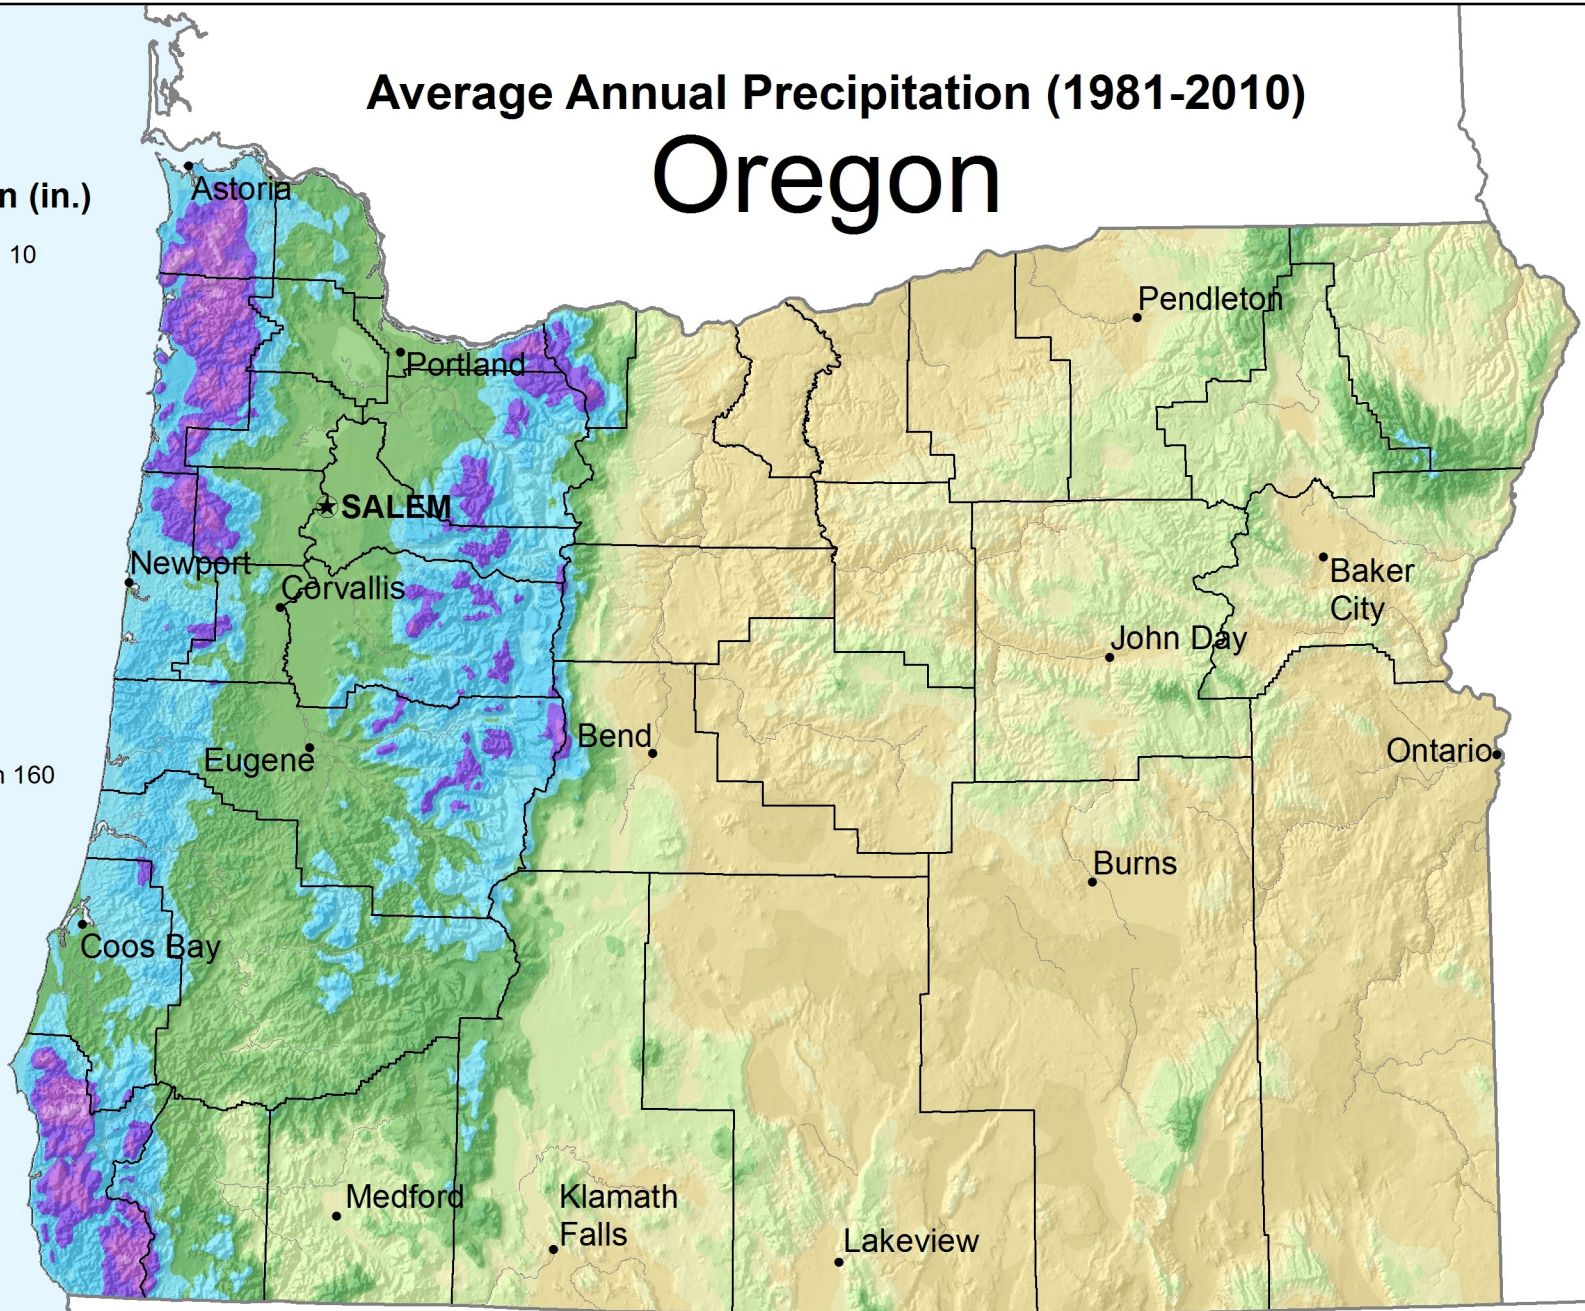 Average Annual Precipitation (1981-2010)
Oregon
n (in.)
10
160
Astoria
Portland
Pendleton
SALEM
Newport
Corvallis
Baker
City
John Day
Eugene
Bend
Ontario
Burns
Coos Bay
Medford
Klamath
Falls
Lakeview